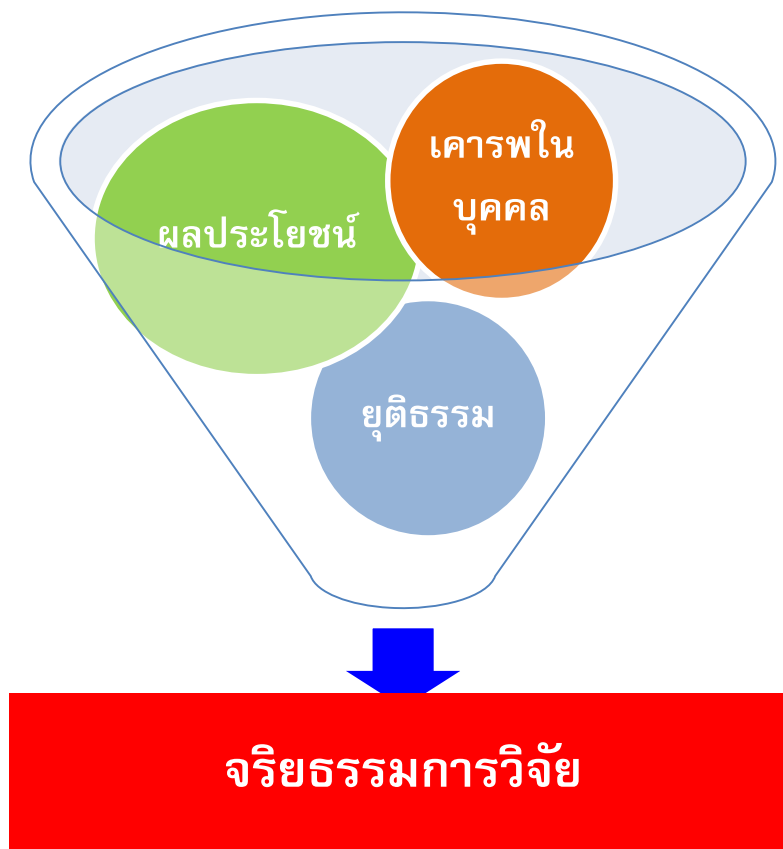 เคารพใน
บุคคล
ผลประโยชน์
ยุติธรรม
จริยธรรมการวิจัย